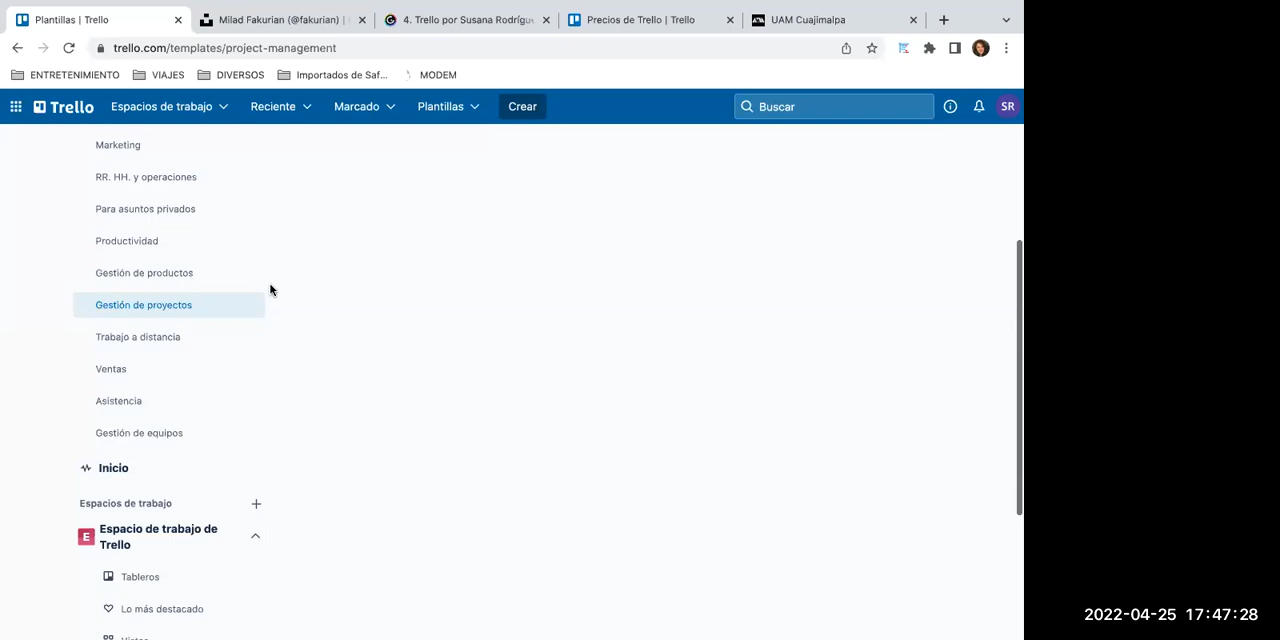 Plantillas | Trello
Milad Fakurian (@fakurian) |
4. Trello por Susana Rodrígu
Precios de Trello | Trello
UAM Cuajimalpa
trello.com/templates/project-management
ENTRETENIMIENTO
VIAJES
DIVERSOS
Importados de Saf...
MODEM
Trello
Espacios de trabajo
Reciente
Marcado
Plantillas
Crear
Buscar
SR
Marketing
RR. HH. y operaciones
Para asuntos privados
Productividad
Gestión de productos
Gestión de proyectos
Trabajo a distancia
Ventas
Asistencia
Gestión de equipos
Inicio
Espacios de trabajo
E
Espacio de trabajo de
Trello
Tableros
Lo más destacado
2022-04-25 17:47:28